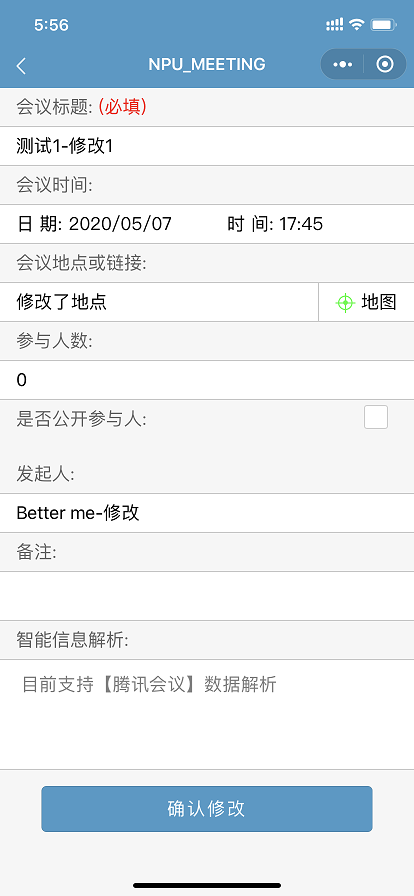 5:56
NPU_MEETING
会议标题: (必填)
测试1-修改1
会议时间:
日 期: 2020/05/07 时 间: 17:45
会议地点或链接:
修改了地点 地图
参与人数:
0
是否公开参与人:
发起人:
Better me-修改
备注:
智能信息解析:
目前支持【腾讯会议】数据解析
确认修改